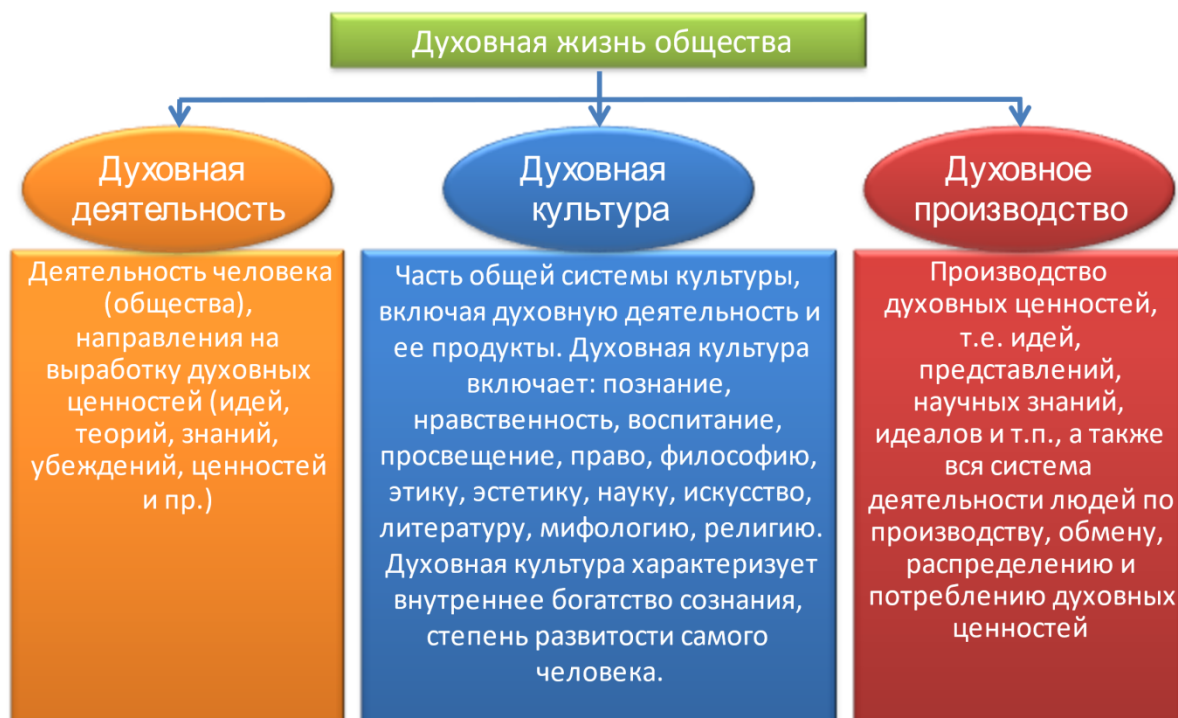 Духовная жизнь общества
Духовная
деятельность
Деятельность человека
(общества),
направления на
выработку духовных
ценностей (идей,
теорий, знаний,
убеждений, ценностей
и пр.)
Духовная
культура
Часть общей системы культуры,
включая духовную деятельность и
ее продукты. Духовная культура
включает: познание,
нравственность, воспитание,
просвещение, право, философию,
этику, эстетику, науку, искусство,
литературу, мифологию, религию.
Духовная культура характеризует
внутреннее богатство сознания,
степень развитости самого
человека.
Духовное
производство
Производство
духовных ценностей,
т.е. идей,
представлений,
научных знаний,
идеалов и т.п., а также
вся система
деятельности людей по
производству, обмену,
распределению и
потреблению духовных
ценностей